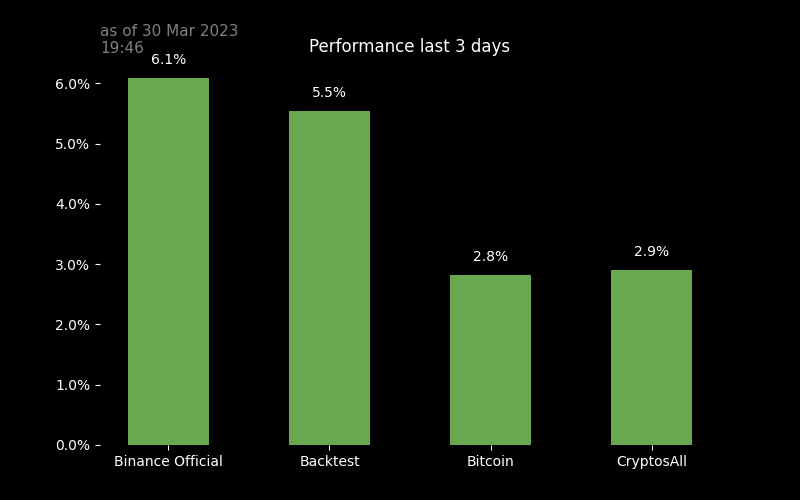 as of 30 Mar 2023
19:46
Performance last 3 days
6.1%
5.5%
2.8%
2.9%
6.0%
5.0%
4.0%
3.0%
2.0%
1.0%
0.0%
Binance Official
Backtest
Bitcoin
CryptosAll